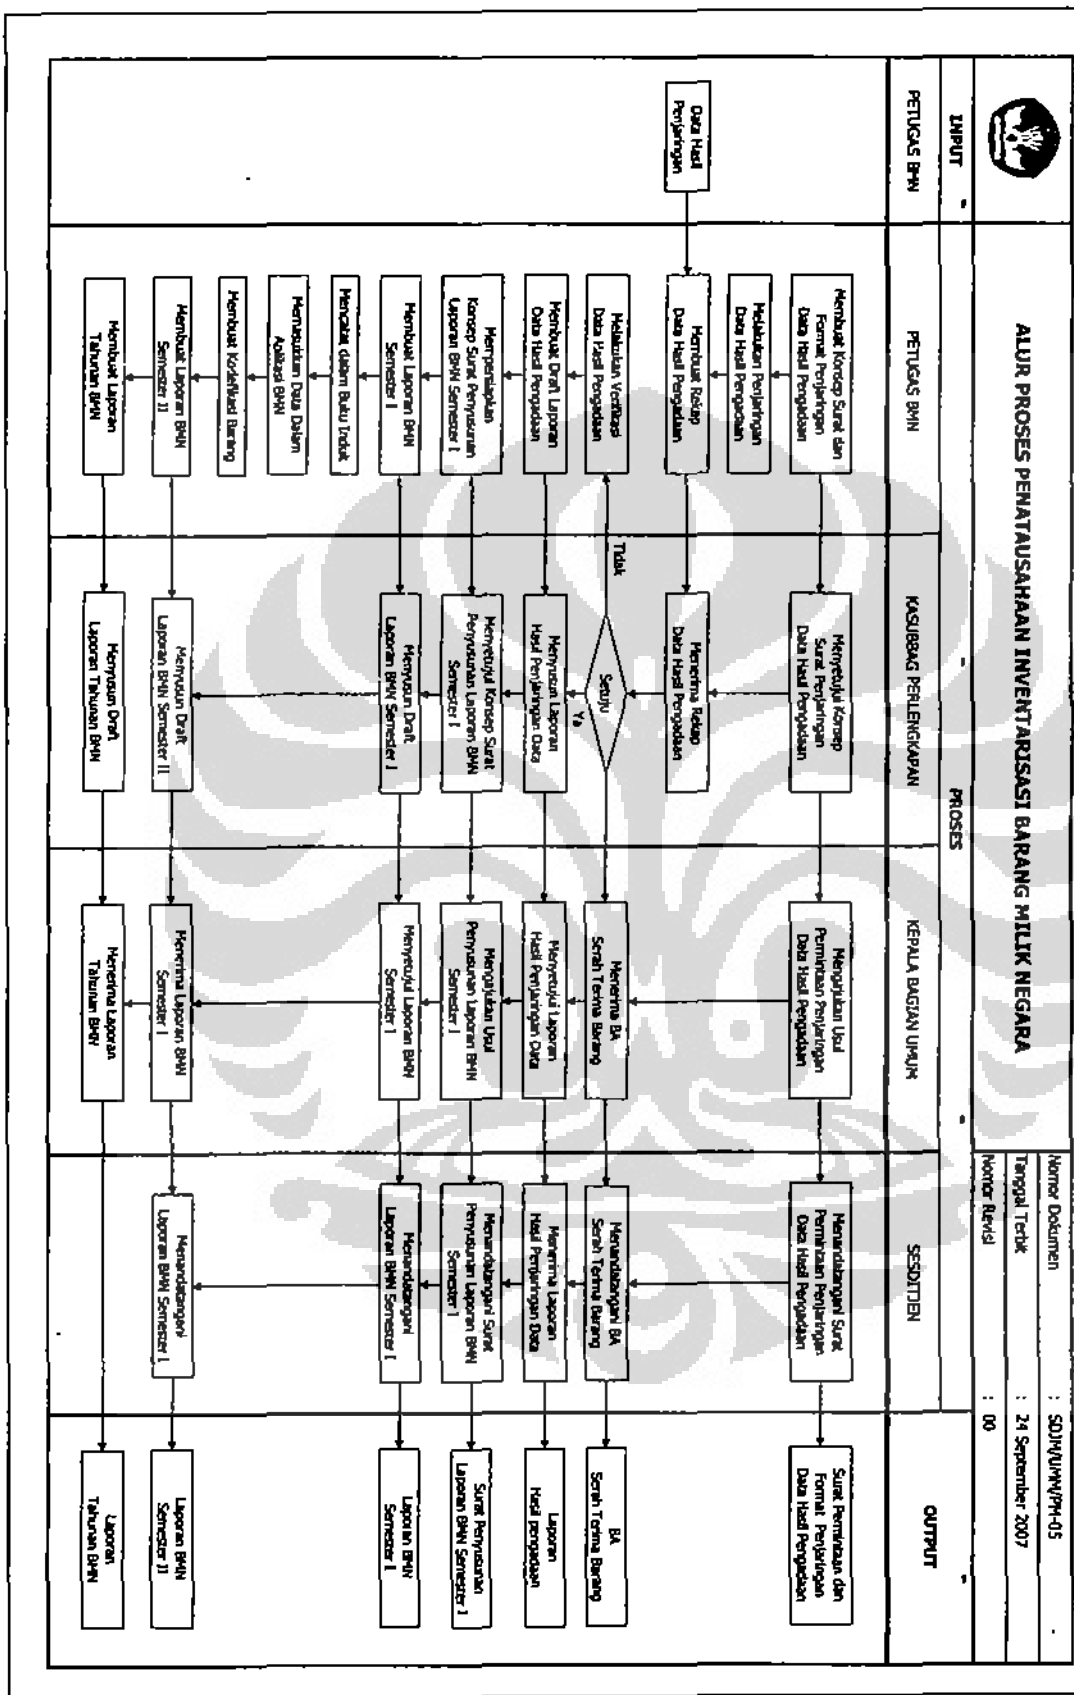 ALUR PROSES PENATAUSAHAAN INVENTARISASI BARANG MILIK NEGARA
Nomor Dokumen : SDJM/UMM/PM-05
Tanggal Terbit : 24 September 2007
Nomor Revisi : 00
INPUT
PROSES
OUTPUT
PETUGAS BMN
PETUGAS BMN
KASUBBAG PERLENGKAPAN
KEPALA BAGIAN UMUM
SESDITJEN
Membuat Konsep Surat dan
Format Penjaringan
Data Hasil Pengadaan
Menyetujui Konsep
Surat Penjaringan
Data Hasil Pengadaan
Mengajukan Usul
Permintaan Penjaringan
Data Hasil Pengadaan
Menandatangani Surat
Permintaan Penjaringan
Data Hasil Pengadaan
Surat Permintaan dan
Format Penjaringan
Data Hasil Pengadaan
Melakukan Penjaringan
Data Hasil Pengadaan
Data Hasil
Penjaringan
Membuat Rekap
Data Hasil Pengadaan
Menerima Rekap
Data Hasil Pengadaan
Melakukan Verifikasi
Data Hasil Pengadaan
Tidak
Setuju
Ya
Menerima BA
Serah Terima Barang
Menandatangani BA
Serah Terima Barang
BA
Serah Terima Barang
Membuat Draft Laporan
Data Hasil Pengadaan
Menyusun Laporan
Hasil Penjaringan Data
Menyetujui Laporan
Hasil Penjaringan Data
Menerima Laporan
Hasil Penjaringan Data
Laporan
Hasil pengadaan
Mempersiapkan
Konsep Surat Penyusunan
Laporan BMN Semester I
Menyetujui Konsep Surat
Penyusunan Laporan BMN
Semester I
Mengajukan Usul
Penyusunan Laporan BMN
Semester I
Menandatangani Surat
Penyusunan Laporan BMN
Semester I
Surat Penyusunan
Laporan BMN Semester I
Membuat Laporan BMN
Semester I
Menyusun Draft
Laporan BMN Semester I
Menyetujui Laporan BMN
Semester I
Menandatangani
Laporan BMN Semester I
Laporan BMN
Semester I
Mencatat dalam Buku Induk
Memasukkan Data Dalam
Aplikasi BMN
Membuat Kodefikasi Barang
Membuat Laporan BMN
Semester II
Menyusun Draft
Laporan BMN Semester II
Menerima Laporan BMN
Semester I
Menandatangani
Laporan BMN Semester I
Laporan BMN
Semester II
Membuat Laporan
Tahunan BMN
Menyusun Draft
Laporan Tahunan BMN
Menerima Laporan
Tahunan BMN
Laporan
Tahunan BMN